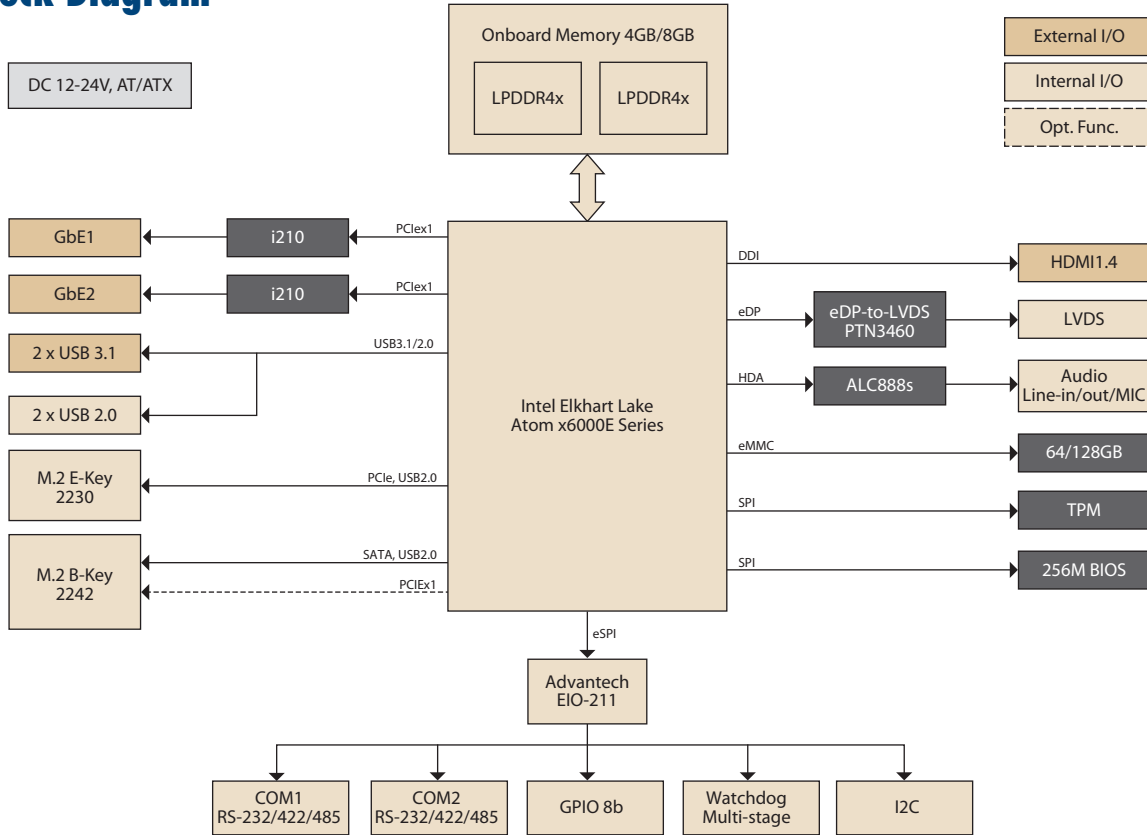 Diagram
Onboard Memory 4GB/8GB
LPDDR4x
LPDDR4x
DC 12-24V, AT/ATX
External I/O
Internal I/O
Opt. Func.
GbE1
i210
PCIex1
GbE2
i210
PCIex1
2 x USB 3.1
USB3.1/2.0
2 x USB 2.0
M.2 E-Key
2230
PCIe, USB2.0
M.2 B-Key
2242
SATA, USB2.0
PCIEx1
Intel Elkhart Lake
Atom x6000E Series
DDI
HDMI1.4
eDP
eDP-to-LVDS
PTN3460
LVDS
HDA
ALC888s
Audio
Line-in/out/MIC
eMMC
64/128GB
SPI
TPM
SPI
256M BIOS
eSPI
Advantech
EIO-211
COM1
RS-232/422/485
COM2
RS-232/422/485
GPIO 8b
Watchdog
Multi-stage
I2C